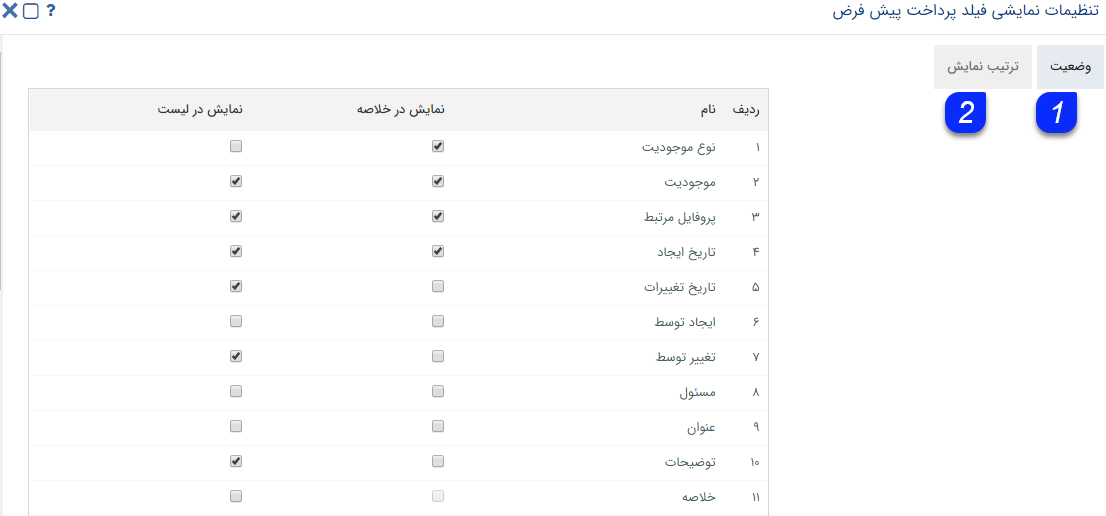 تنظیمات نمایشی فیلد پرداخت پیش فرض ?
وضعیت ترتیب نمایش
1 2
ردیف نام نمایش در خلاصه نمایش در لیست
۱ نوع موجودیت
۲ موجودیت
۳ پروفایل مرتبط
۴ تاریخ ایجاد
۵ تاریخ تغییرات
۶ ایجاد توسط
۷ تغییر توسط
۸ مسئول
۹ عنوان
۱۰ توضیحات
۱۱ خلاصه